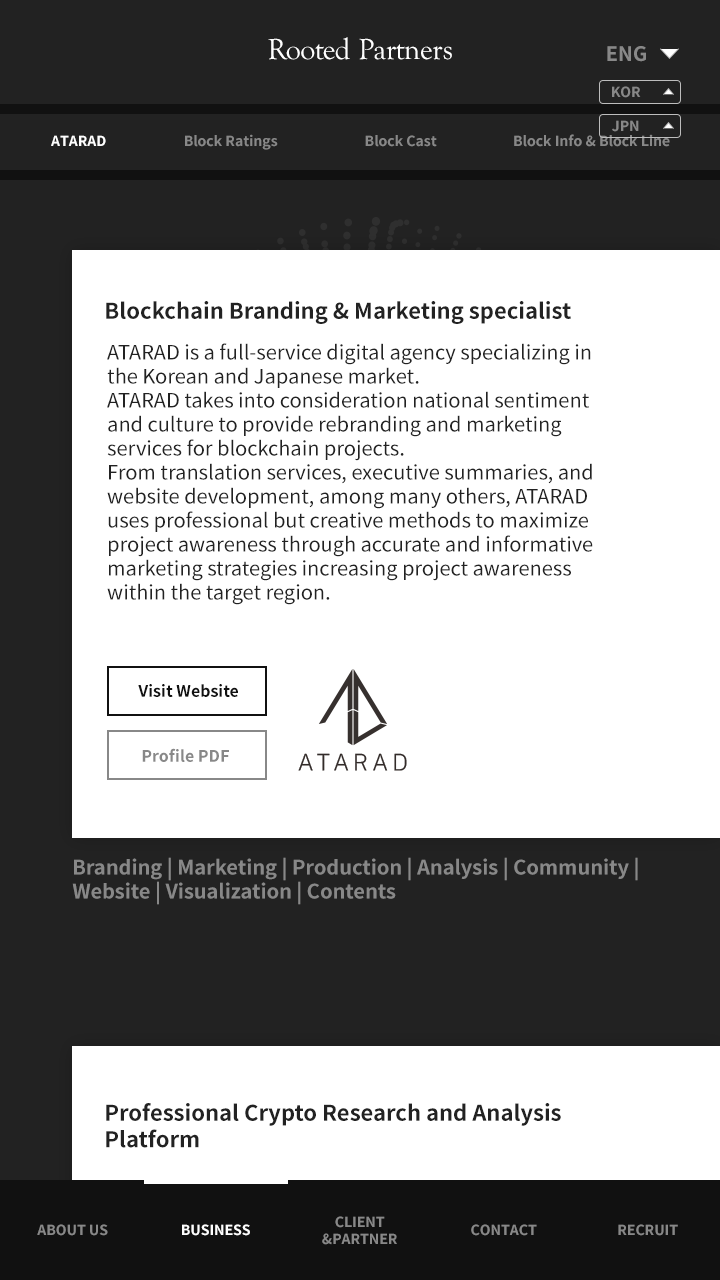 Rooted Partners
ENG
KOR
JPN
ATARAD
Block Ratings
Block Cast
Block Info & Block Line
Blockchain Branding & Marketing specialist
ATARAD is a full-service digital agency specializing in
the Korean and Japanese market.
ATARAD takes into consideration national sentiment
and culture to provide rebranding and marketing
services for blockchain projects.
From translation services, executive summaries, and
website development, among many others, ATARAD
uses professional but creative methods to maximize
project awareness through accurate and informative
marketing strategies increasing project awareness
within the target region.
Visit Website
Profile PDF
ATARAD
Branding | Marketing | Production | Analysis | Community |
Website | Visualization | Contents
Professional Crypto Research and Analysis
Platform
ABOUT US
BUSINESS
CLIENT
&PARTNER
CONTACT
RECRUIT